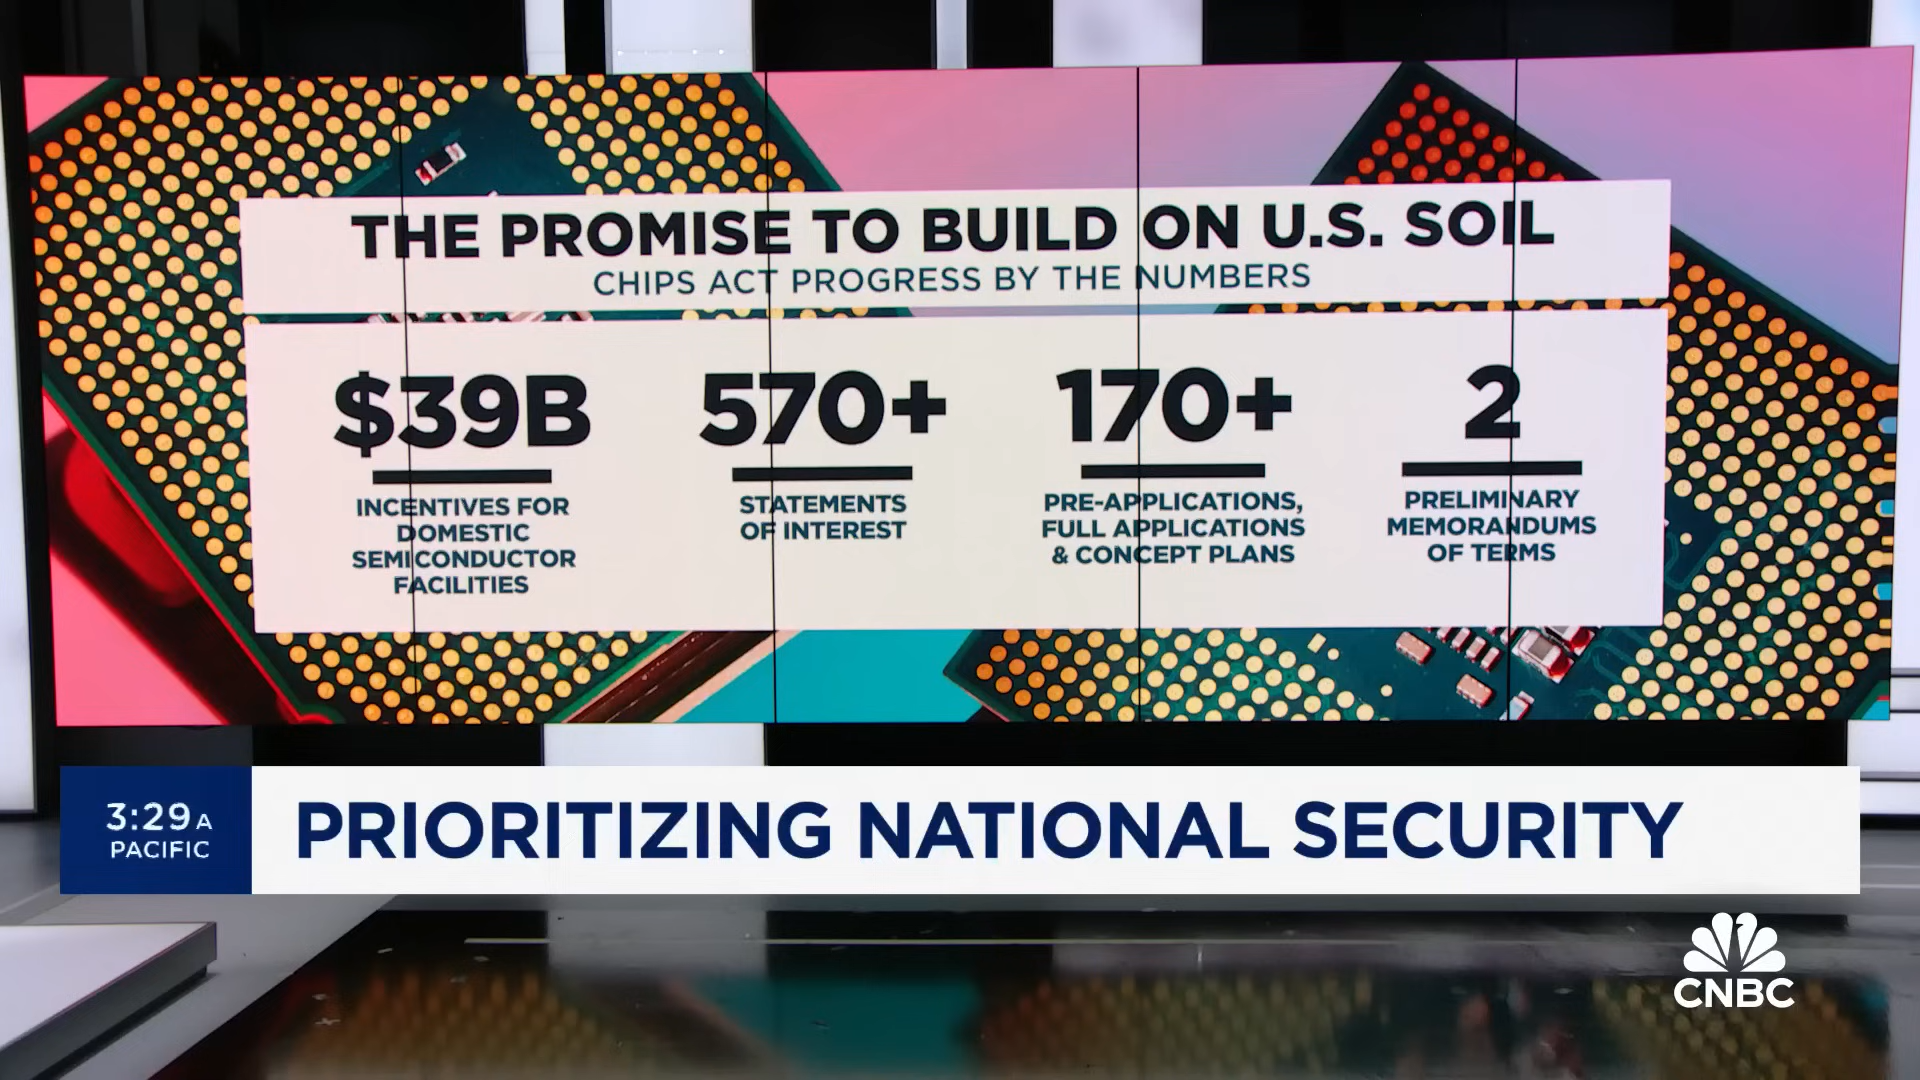 THE PROMISE TO BUILD ON U.S. SOIL
CHIPS ACT PROGRESS BY THE NUMBERS
$39B
INCENTIVES FOR
DOMESTIC
SEMICONDUCTOR
FACILITIES
570+
STATEMENTS
OF INTEREST
170+
PRE-APPLICATIONS,
FULL APPLICATIONS
& CONCEPT PLANS
2
PRELIMINARY
MEMORANDUMS
OF TERMS
3:29A
PACIFIC
PRIORITIZING NATIONAL SECURITY
CNBC